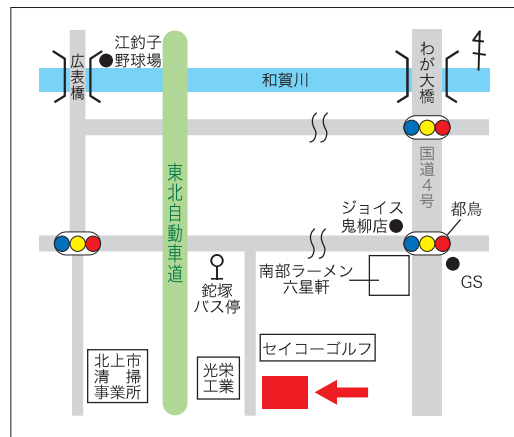 江釣子
野球場
広表橋
和賀川
わが大橋
国道4号
東北自動車道
ジョイス
鬼柳店
都鳥
GS
南部ラーメン
六星軒
鉈塚
バス停
セイコーゴルフ
光栄
工業
北上市
清掃
事業所